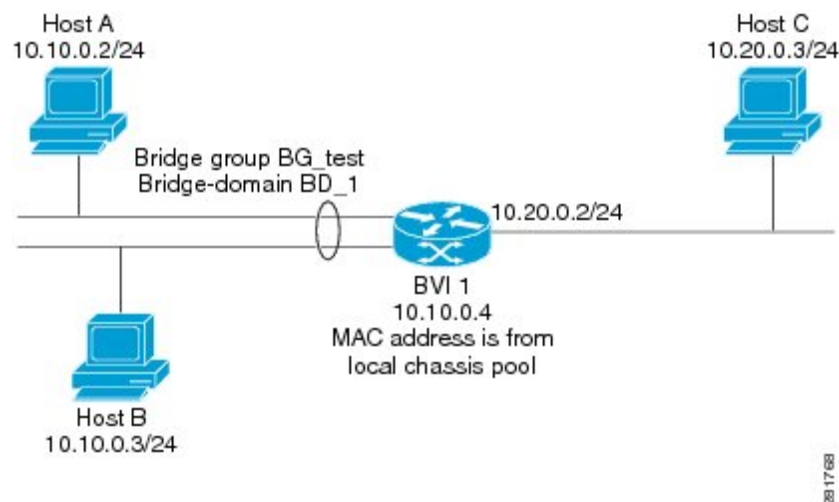 Host A
10.10.0.2/24
Host C
10.20.0.3/24
Bridge group BG_test
Bridge-domain BD_1
10.20.0.2/24
BVI 1
10.10.0.4
MAC address is from
local chassis pool
Host B
10.10.0.3/24